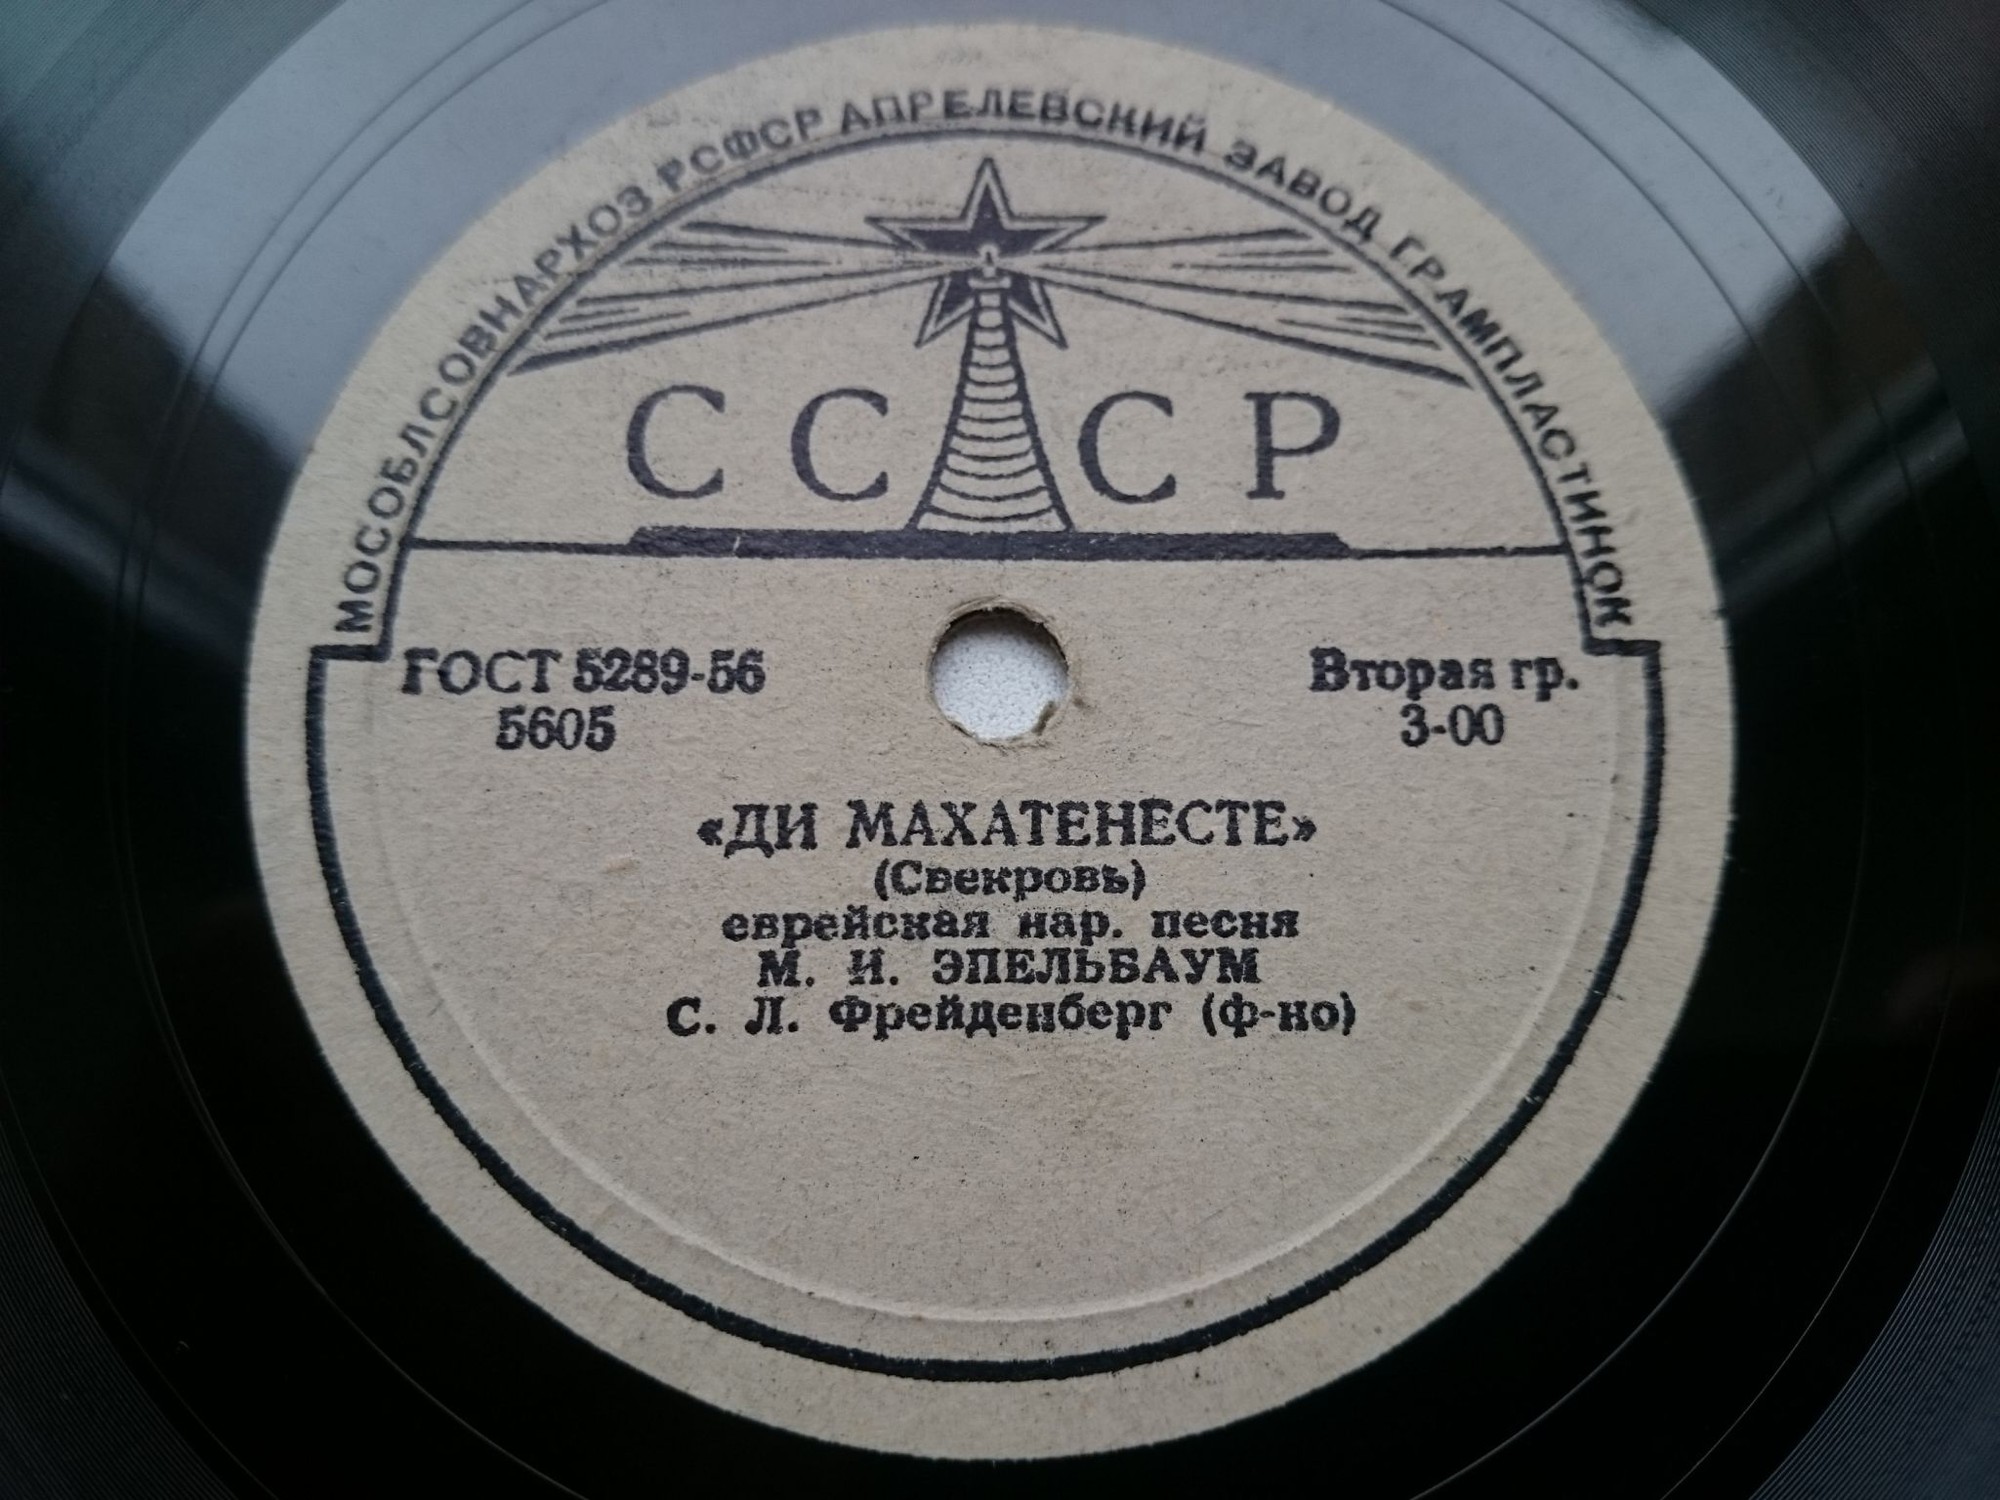 МОСОБЛСОВНАРХОЗ РСФСР АПРЕЛЕВСКИЙ ЗАВОД ГРАМПЛАСТИНОК
СССР
ГОСТ 5289-56
5605
Вторая гр.
3-00
«ДИ МАХАТЕНЕСТЕ»
(Свекровь)
еврейская нар. песня
М. И. ЭПЕЛЬБАУМ
С. Л. Фрейденберг (ф-но)